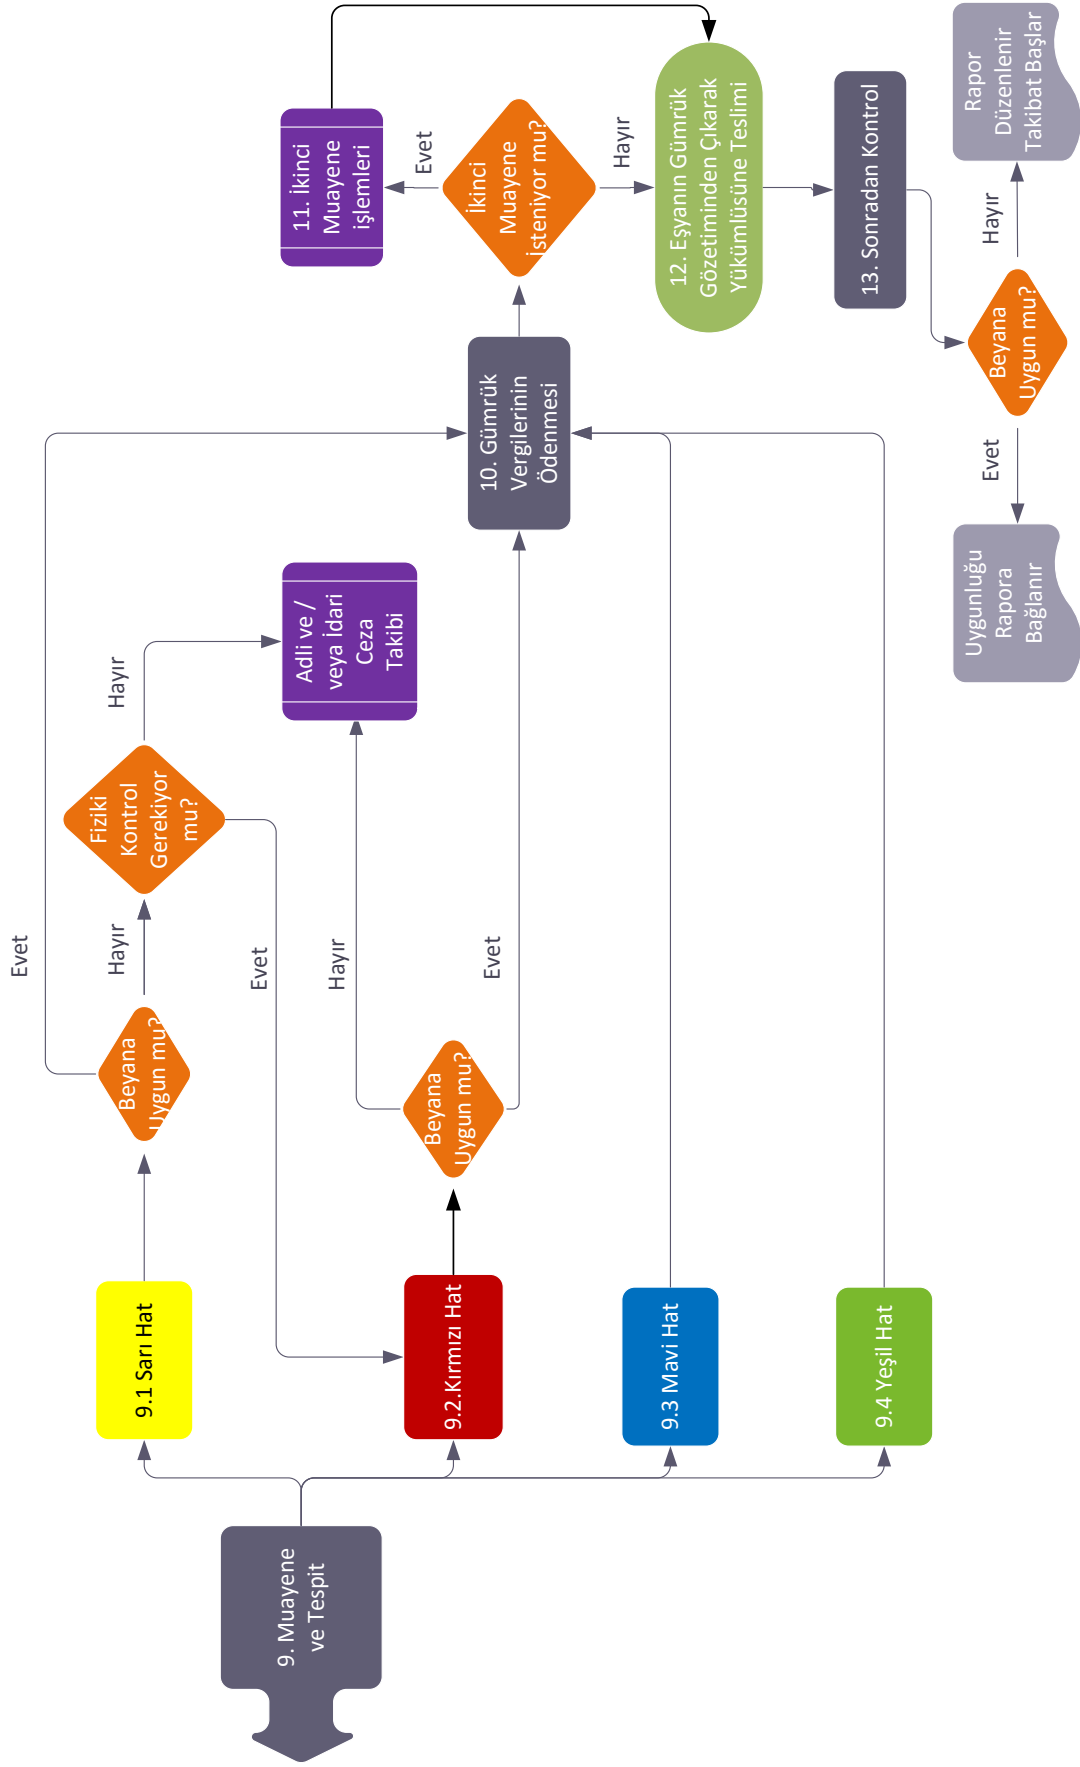 9. Muayene
ve Tespit
9.1 Sarı Hat
9.2.Kırmızı Hat
9.3 Mavi Hat
9.4 Yeşil Hat
Beyana
Uygun mu?
Evet
Hayır
Fiziki
Kontrol
Gerekiyor
mu?
Hayır
Evet
Beyana
Uygun mu?
Hayır
Evet
Adli ve /
veya İdari
Ceza
Takibi
10. Gümrük
Vergilerinin
Ödenmesi
İkinci
Muayene
İsteniyor mu?
Evet
Hayır
11. İkinci
Muayene
işlemleri
12. Eşyanın Gümrük
Gözetiminden Çıkarak
Yükümlüsüne Teslimi
13. Sonradan Kontrol
Beyana
Uygun mu?
Evet
Hayır
Uygunluğu
Rapora
Bağlanır
Rapor
Düzenlenir
Takibat Başlar